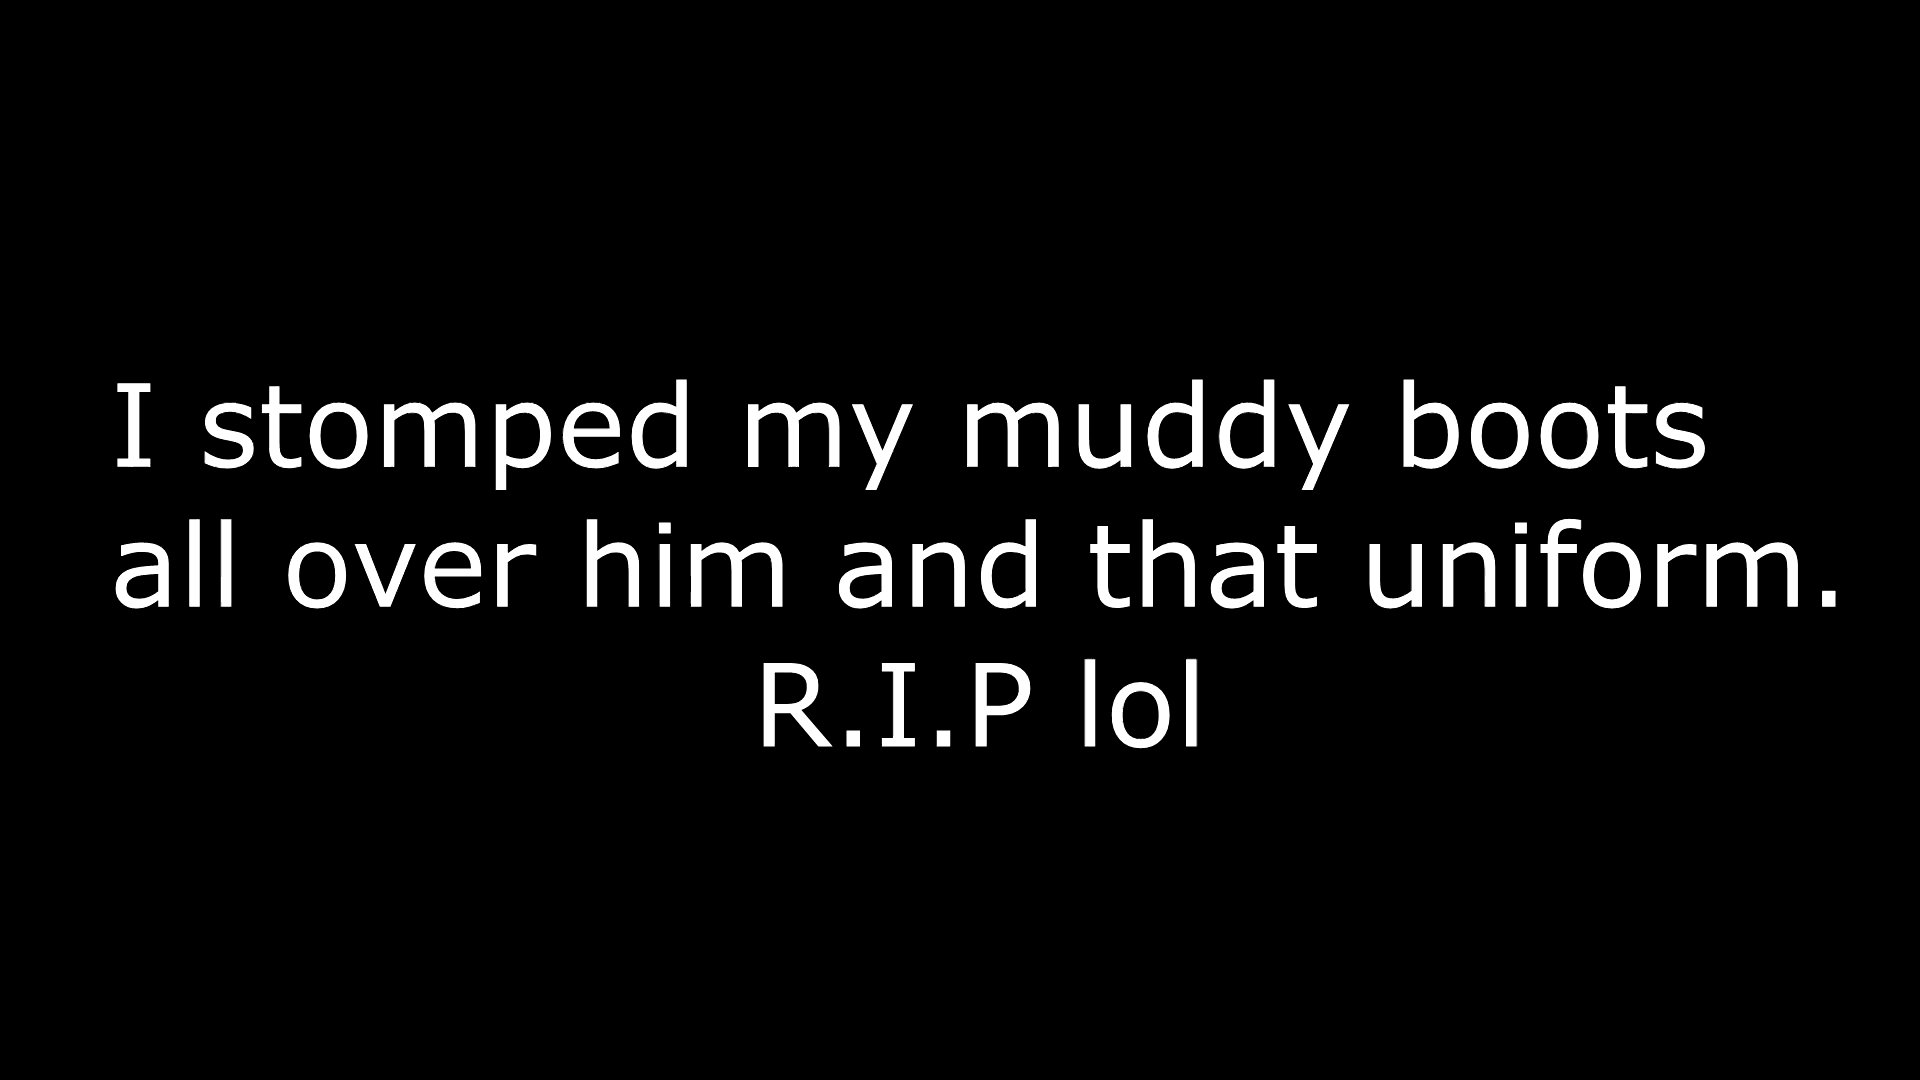 I stomped my muddy boots
all over him and that uniform.
R.I.P lol